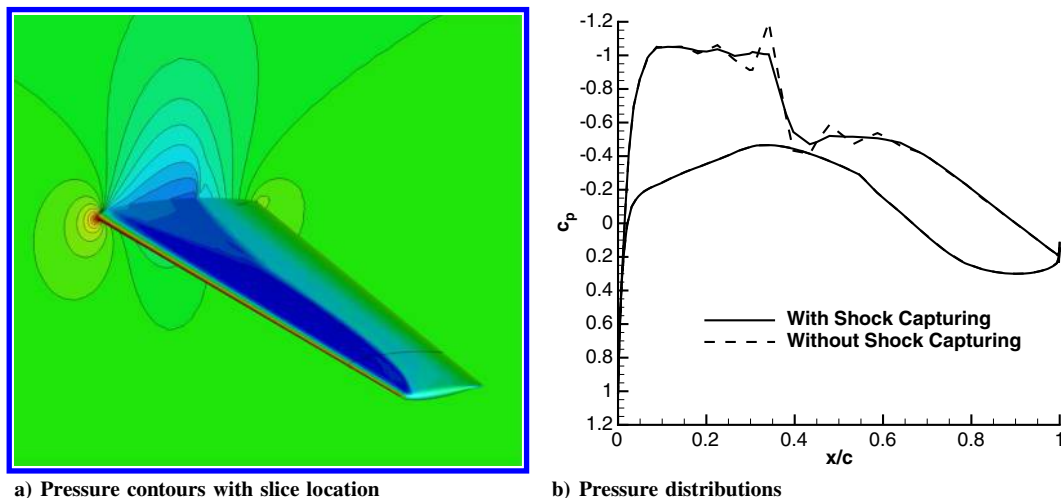 -1.2
-1
-0.8
-0.6
-0.4
-0.2
0
0.2
0.4
0.6
0.8
1
1.2
cp
0 0.2 0.4 0.6 0.8 1
x/c
With Shock Capturing
Without Shock Capturing
a) Pressure contours with slice location
b) Pressure distributions